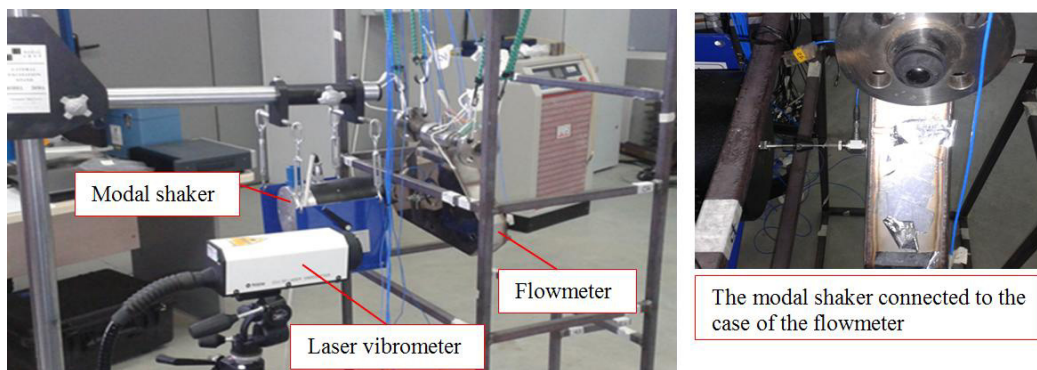 Modal shaker
Flowmeter
Laser vibrometer
The modal shaker connected to the
case of the flowmeter